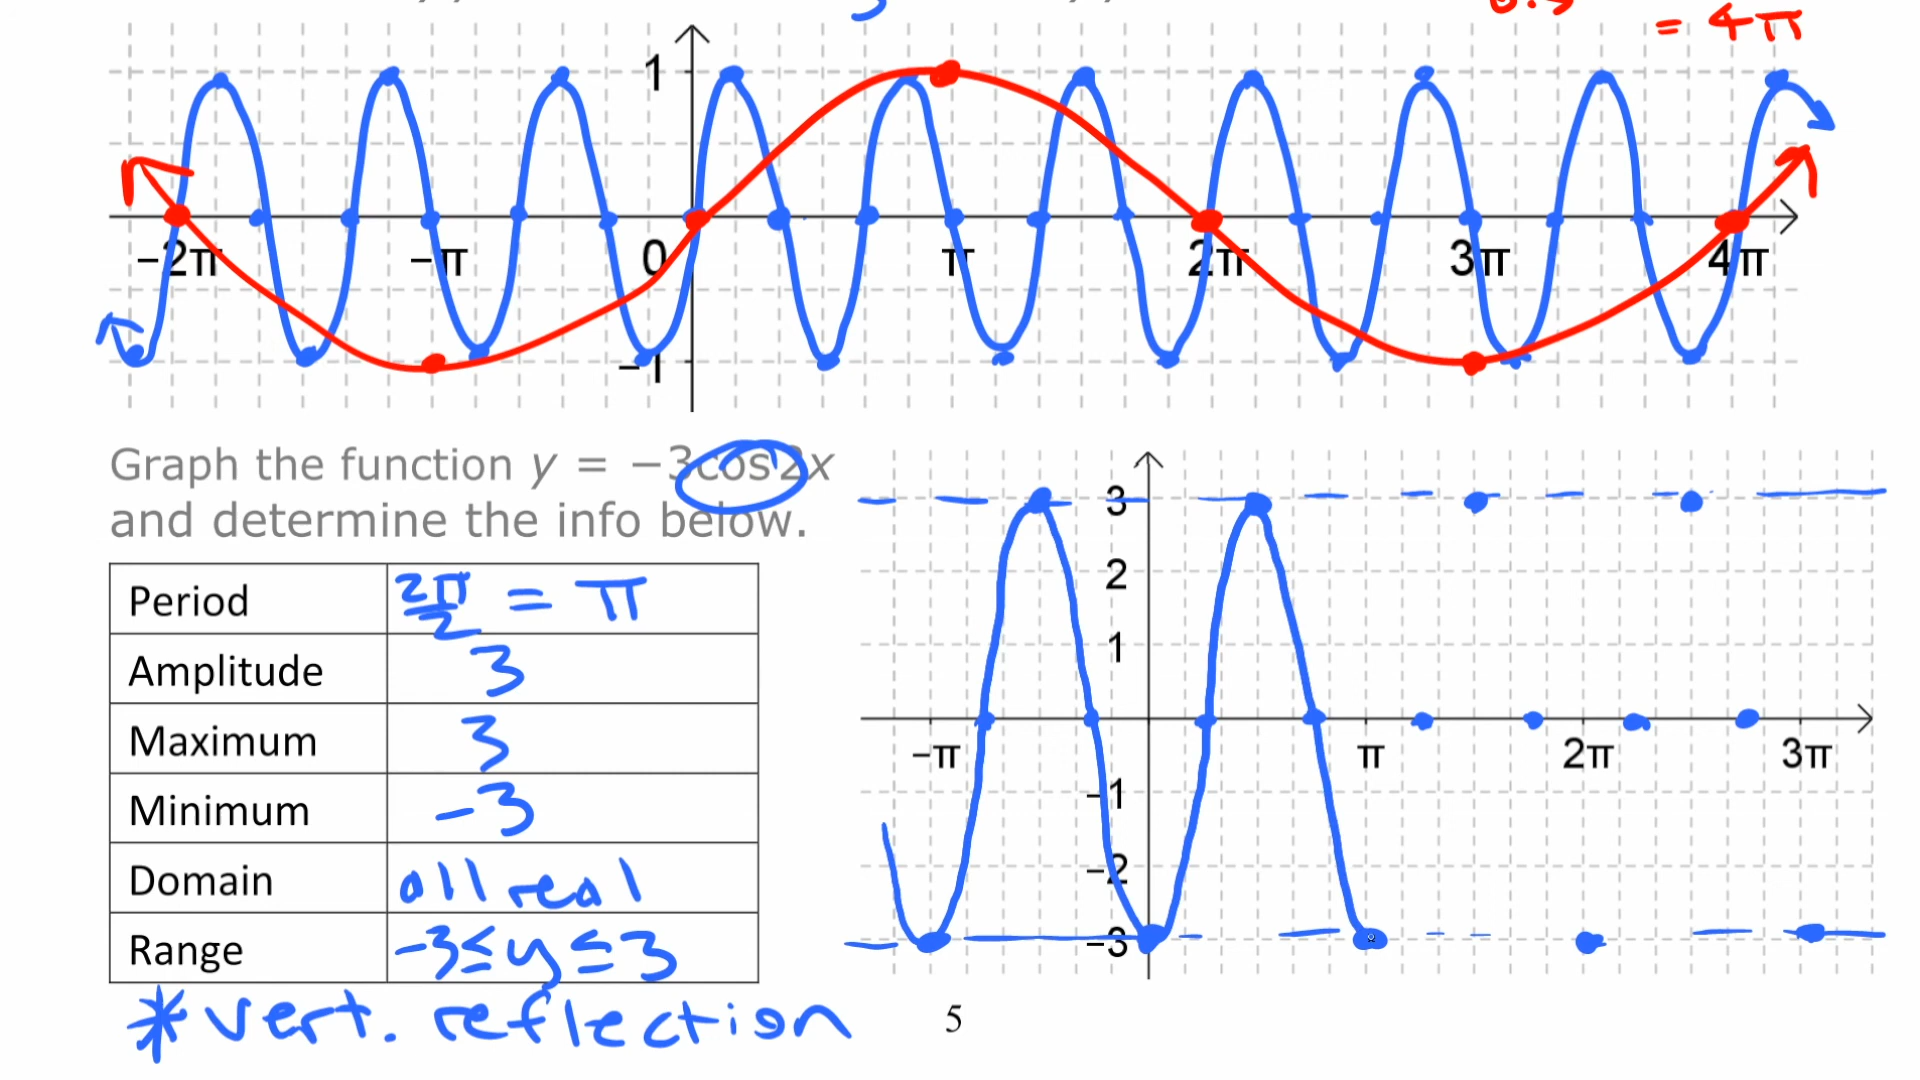 = 4π
1
−2π −π 0 π 2π 3π 4π
−1
Graph the function y = −3cos2x
and determine the info below.
Period 2π/2 = π
Amplitude 3
Maximum 3
Minimum -3
Domain all real
Range -3≤y≤3
* vert. reflection
3
2
1
−π π 2π 3π
−1
−2
−3
5